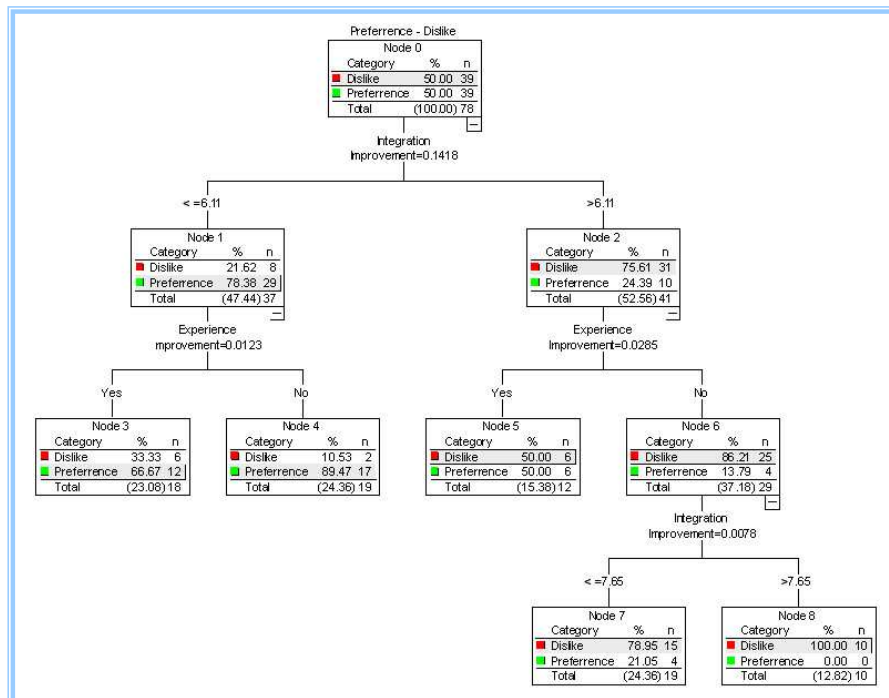 Preferrence - Dislike
Node 0
Category % n
Dislike 50.00 39
Preferrence 50.00 39
Total (100.00) 78
Integration
Improvement=0.1418
<=6.11
>6.11
Node 1
Category % n
Dislike 21.62 8
Preferrence 78.38 29
Total (47.44) 37
Node 2
Category % n
Dislike 75.61 31
Preferrence 24.39 10
Total (52.56) 41
Experience
mprovement=0.0123
Experience
Improvement=0.0285
Yes
No
Yes
No
Node 3
Category % n
Dislike 33.33 6
Preferrence 66.67 12
Total (23.08) 18
Node 4
Category % n
Dislike 10.53 2
Preferrence 89.47 17
Total (24.36) 19
Node 5
Category % n
Dislike 50.00 6
Preferrence 50.00 6
Total (15.38) 12
Node 6
Category % n
Dislike 86.21 25
Preferrence 13.79 4
Total (37.18) 29
Integration
Improvement=0.0078
<=7.65
>7.65
Node 7
Category % n
Dislike 78.95 15
Preferrence 21.05 4
Total (24.36) 19
Node 8
Category % n
Dislike 100.00 10
Preferrence 0.00 0
Total (12.82) 10